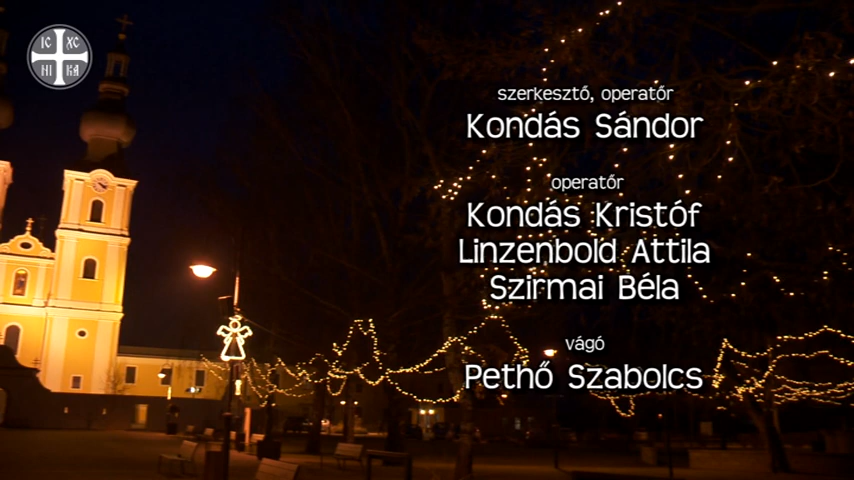 IC XC
NI KA
szerkesztő, operatőr
Kondás Sándor
operatőr
Kondás Kristóf
Linzenbold Attila
Szirmai Béla
vágó
Pethő Szabolcs